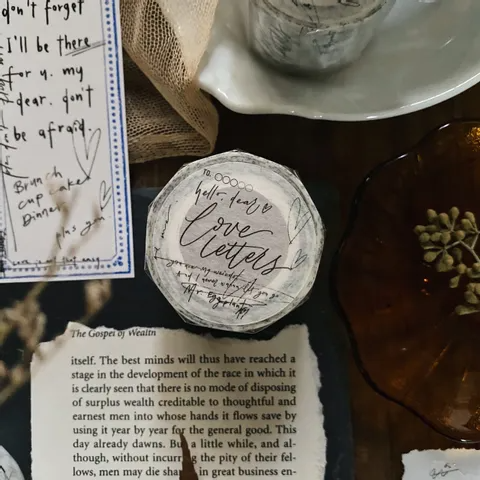 don't forget
I'll be there
for u. my
dear. don't
be afraid.
Brunch
cup cake
Dinner
plus you.
TO.
hello, dear
Love
Letters
The Gospel of Wealth
itself. The best minds will thus have reached a
stage in the development of the race in which it
is clearly seen that there is no mode of disposing
of surplus wealth creditable to thoughtful and
earnest men into whose hands it flows save by
using it year by year for the general good. This
day already dawns. But a little while, and al-
though, without incurring the pity of their fel-
lows, men may die shar in great business en-